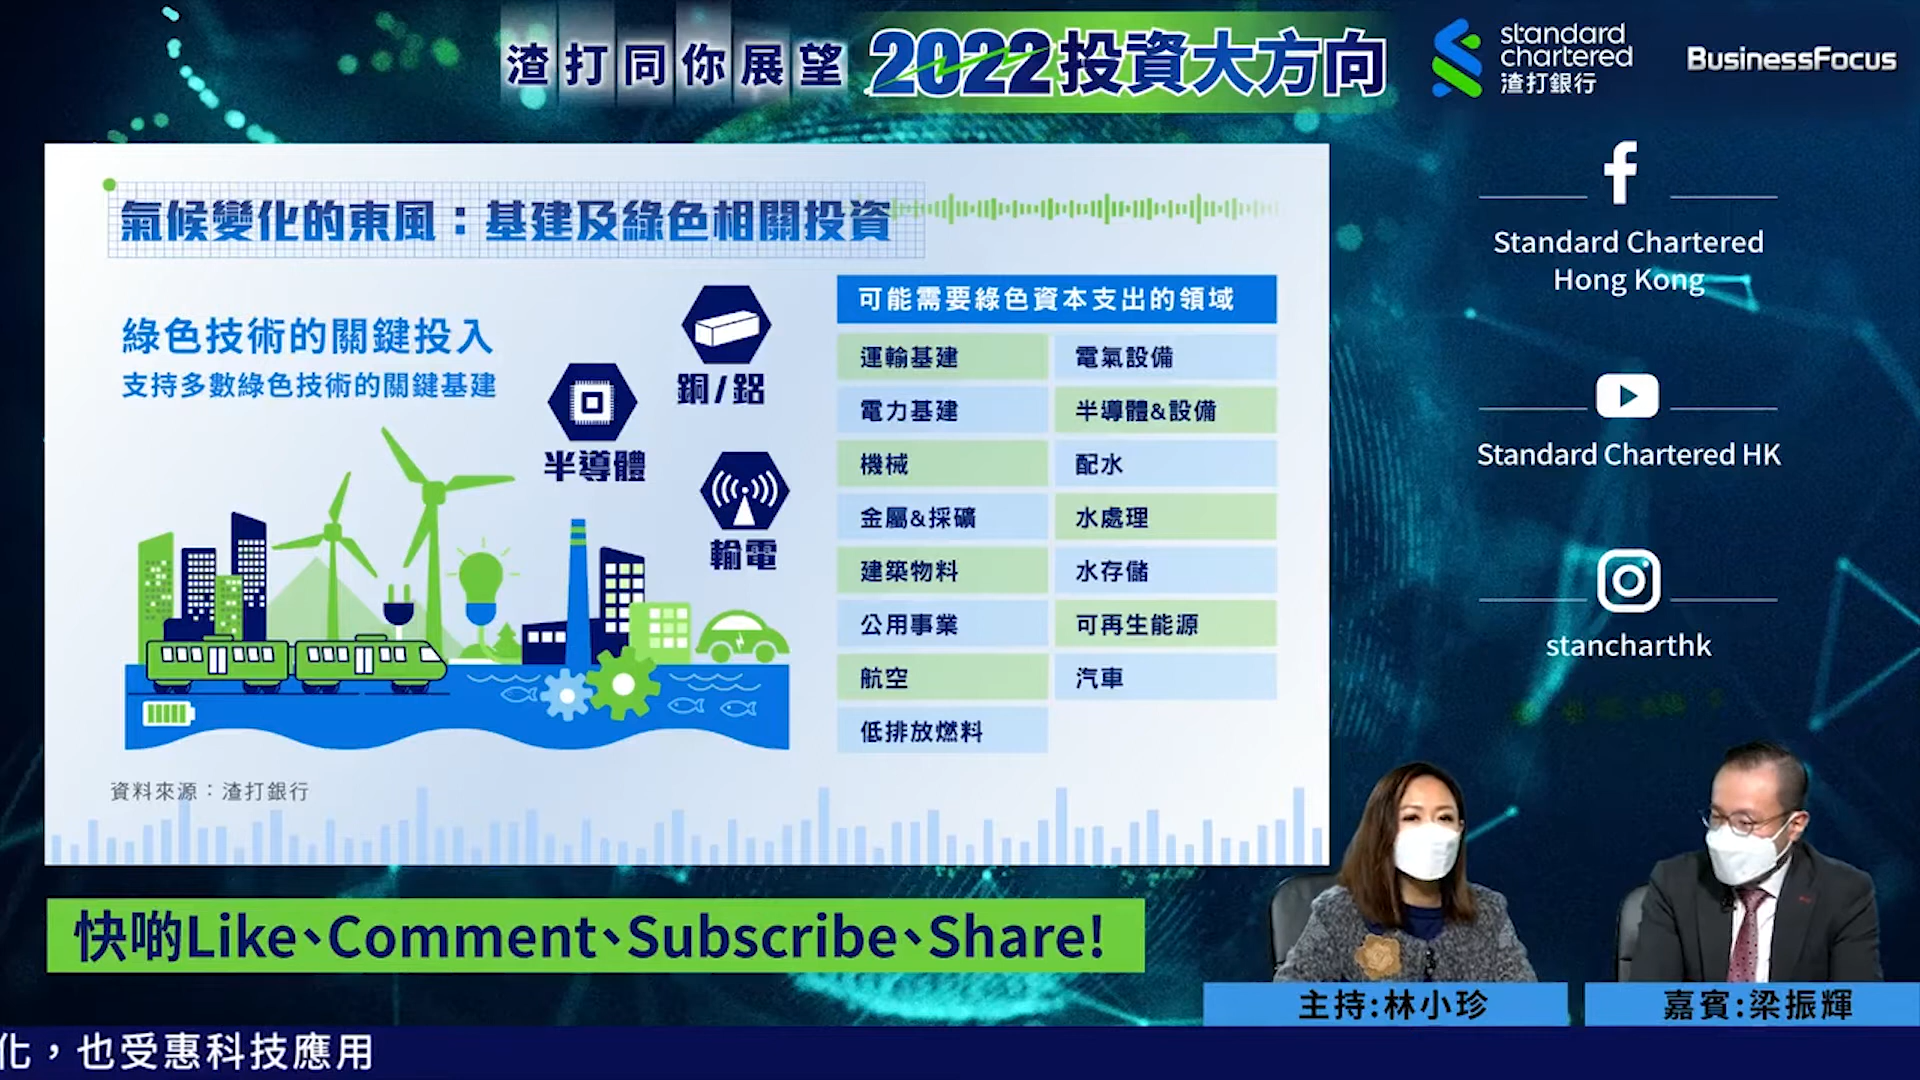 渣打同你展望 2022投資大方向
standard
chartered
渣打銀行
BusinessFocus
氣候變化的東風：基建及綠色相關投資
綠色技術的關鍵投入
支持多數綠色技術的關鍵基建
銅/鋁
半導體
輸電
可能需要綠色資本支出的領域
運輸基建 電氣設備
電力基建 半導體&設備
機械 配水
金屬&採礦 水處理
建築物料 水存儲
公用事業 可再生能源
航空 汽車
低排放燃料
資料來源：渣打銀行
Standard Chartered
Hong Kong
Standard Chartered HK
stancharthk
快啲Like、Comment、Subscribe、Share!
主持:林小珍
嘉賓:梁振輝
化，也受惠科技應用